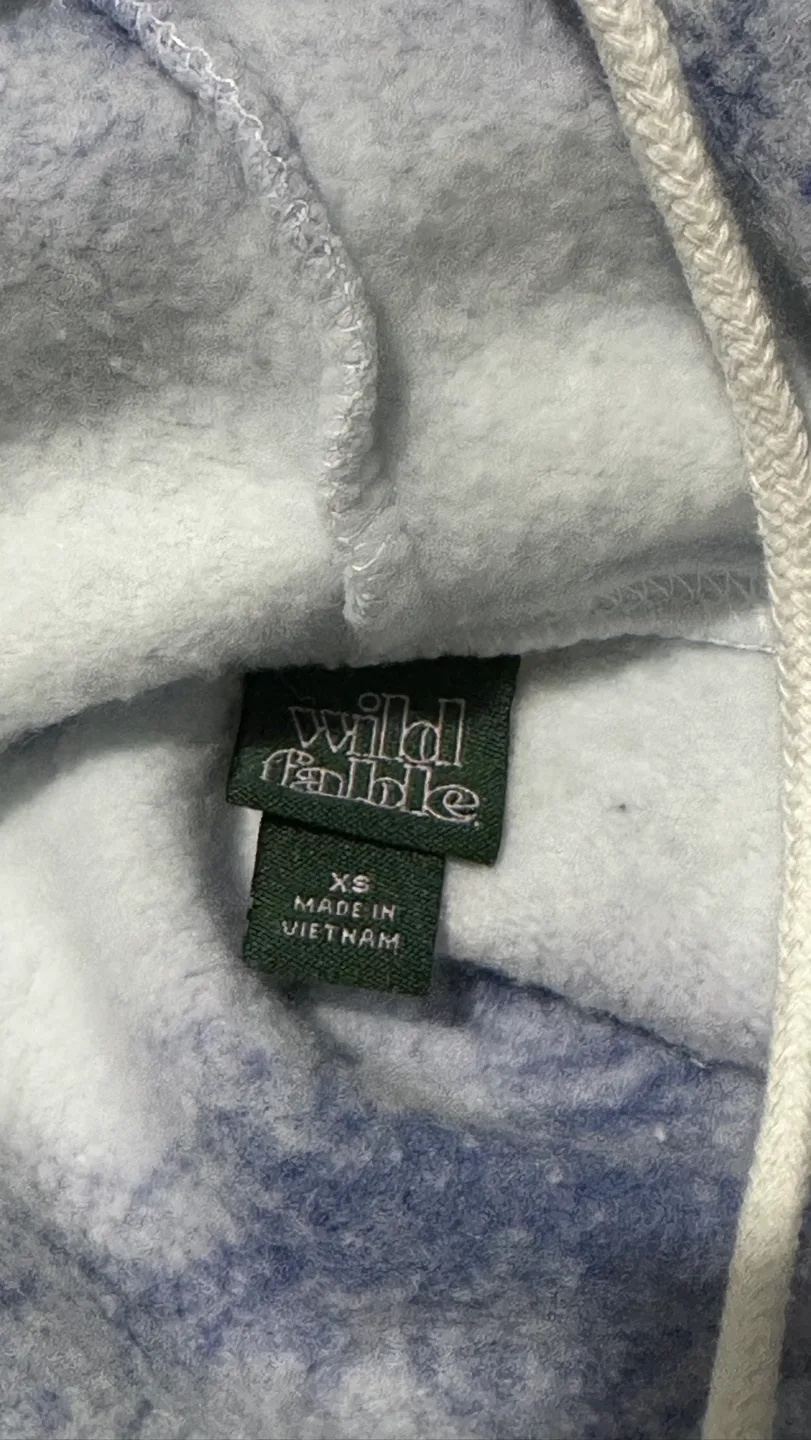 wild
fable.
XS
MADE IN
VIETNAM